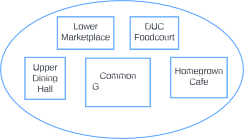 Lower
Marketplace
DUC
Foodcourt
Upper
Dining
Hall
Common
G
Homegrown
Cafe